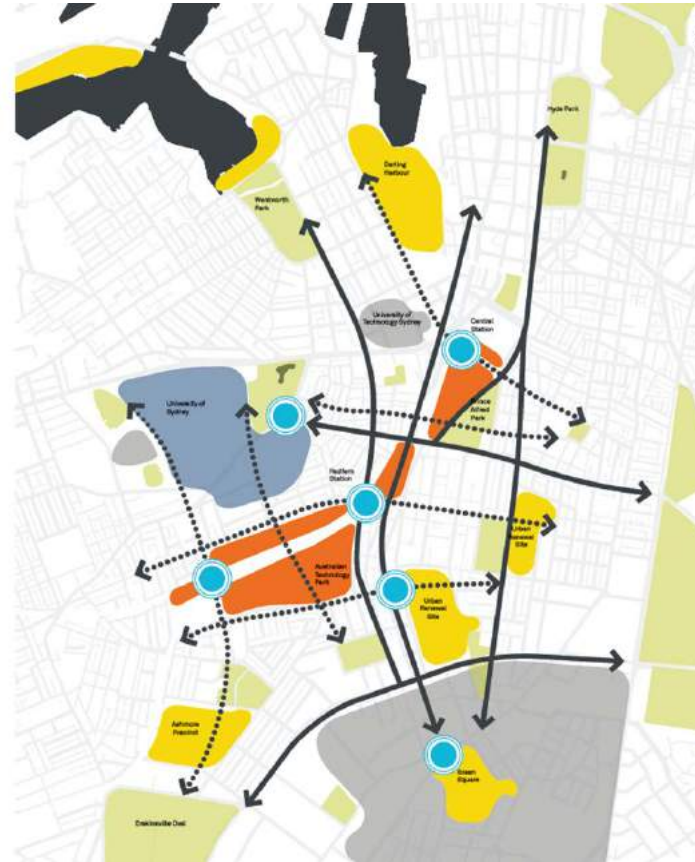 Hyde Park
Darling
Harbour
Wentworth
Park
University of
Technology Sydney
Central
Station
University of
Sydney
Prince
Alfred
Park
Redfern
Station
Urban
Renewal
Site
Australian
Technology
Park
Urban
Renewal
Site
Ashmore
Precinct
Green
Square
Erskineville Oval